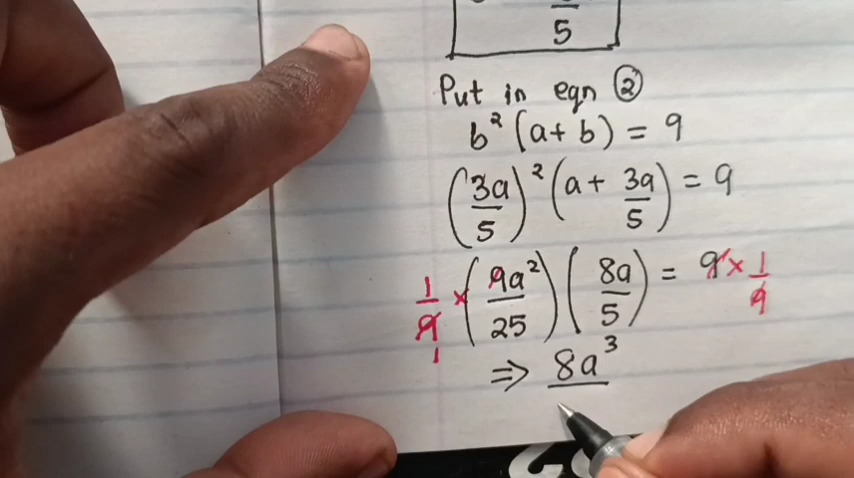 5
Put in eqn ②
b² (a + b) = 9
(3a/5)² (a + 3a/5) = 9
1/9 × (9a²/25) (8a/5) = 9 × 1/9
1
⇒ 8a³